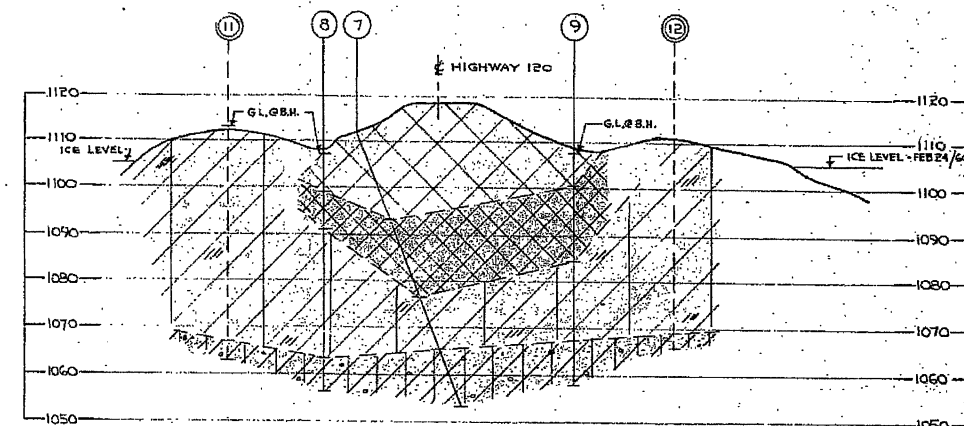 11 8 7 9 12
℄ HIGHWAY 120
1120 1120
G.L.@B.H. G.L.@B.H.
1110 1110
ICE LEVEL ICE LEVEL - FEB 24/
1100 1100
1090 1090
1080 1080
1070 1070
1060 1060
1050 1050